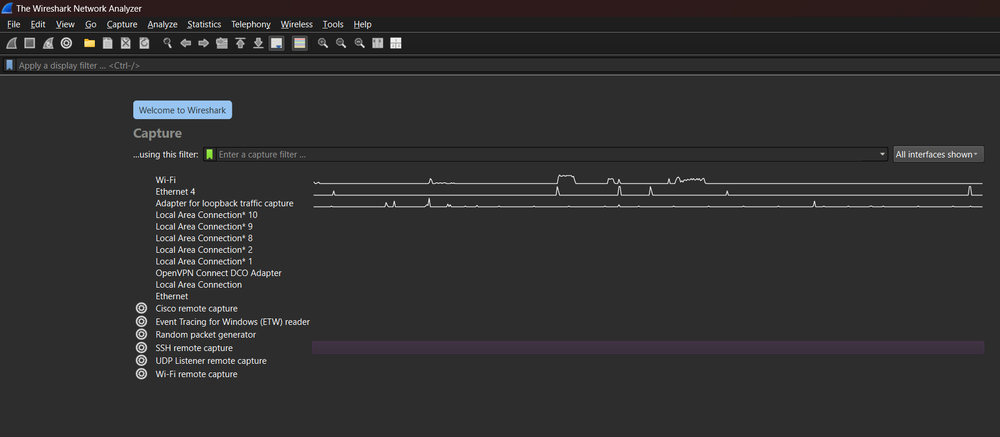 The Wireshark Network Analyzer
File Edit View Go Capture Analyze Statistics Telephony Wireless Tools Help
Apply a display filter ... <Ctrl-/>
Welcome to Wireshark
Capture
...using this filter: Enter a capture filter ... All interfaces shown
Wi-Fi
Ethernet 4
Adapter for loopback traffic capture
Local Area Connection* 10
Local Area Connection* 9
Local Area Connection* 8
Local Area Connection* 2
Local Area Connection* 1
OpenVPN Connect DCO Adapter
Local Area Connection
Ethernet
Cisco remote capture
Event Tracing for Windows (ETW) reader
Random packet generator
SSH remote capture
UDP Listener remote capture
Wi-Fi remote capture